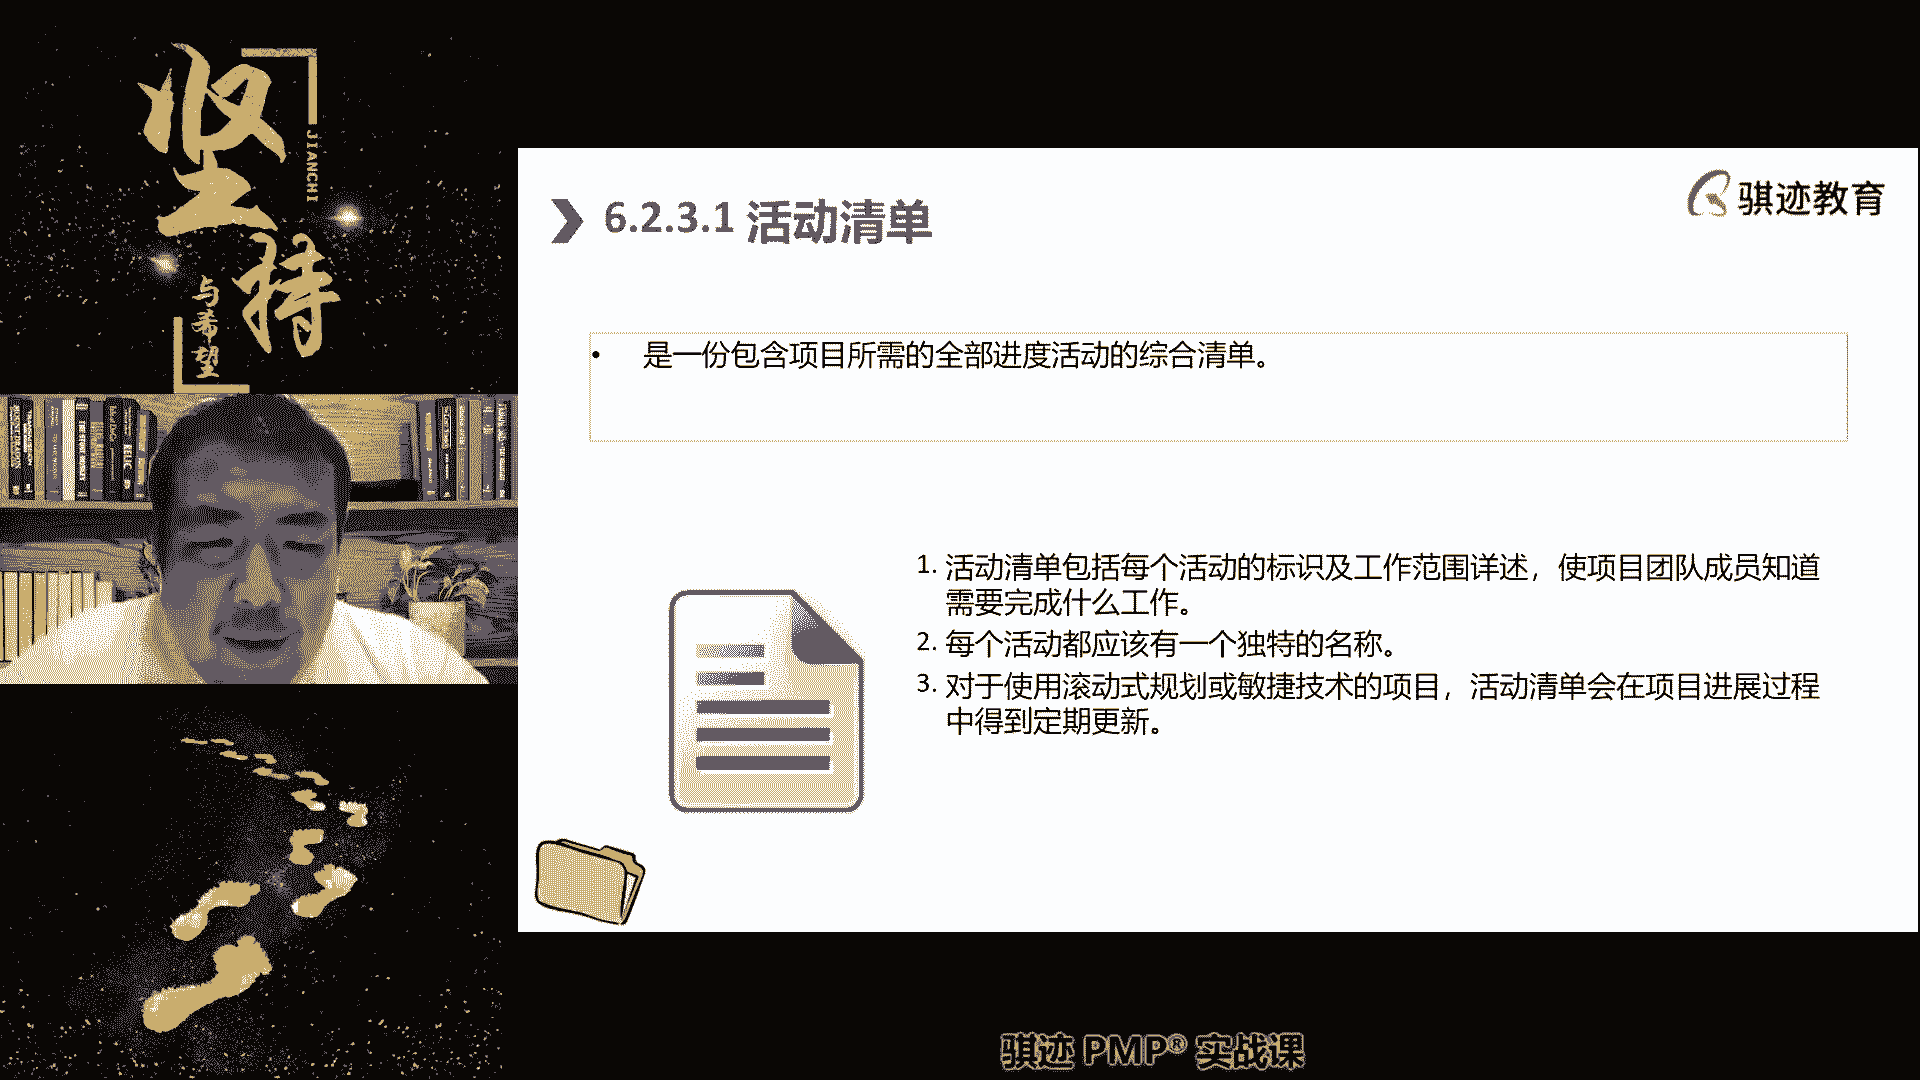 坚持
JIANCHI
与希望
6.2.3.1 活动清单
骐迹教育
• 是一份包含项目所需的全部进度活动的综合清单。
1. 活动清单包括每个活动的标识及工作范围详述，使项目团队成员知道
需要完成什么工作。
2. 每个活动都应该有一个独特的名称。
3. 对于使用滚动式规划或敏捷技术的项目，活动清单会在项目进展过程
中得到定期更新。
骐迹 PMP® 实战课